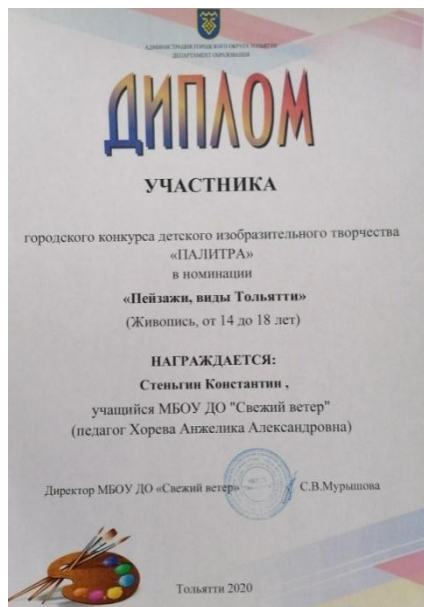 АДМИНИСТРАЦИЯ ГОРОДСКОГО ОКРУГА ТОЛЬЯТТИ
ДЕПАРТАМЕНТ ОБРАЗОВАНИЯ
ДИПЛОМ
УЧАСТНИКА
городского конкурса детского изобразительного творчества
«ПАЛИТРА»
в номинации
«Пейзажи, виды Тольятти»
(Живопись, от 14 до 18 лет)
НАГРАЖДАЕТСЯ:
Стеньгин Константин ,
учащийся МБОУ ДО "Свежий ветер"
(педагог Хорева Анжелика Александровна)
Директор МБОУ ДО «Свежий ветер» С.В.Мурышова
Тольятти 2020